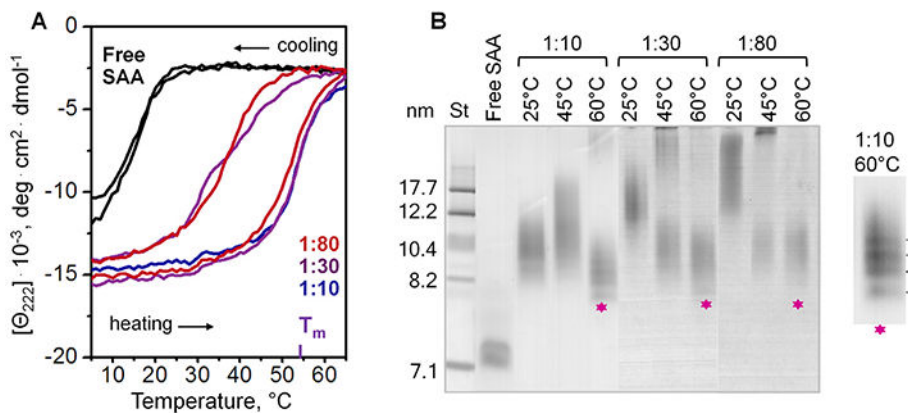 A
0
-5
-10
-15
-20
[Θ222] · 10-3, deg · cm2 · dmol-1
Free
SAA
cooling
1:80
1:30
1:10
heating
Tm
10 20 30 40 50 60
Temperature, °C
B
1:10 1:30 1:80
nm St Free SAA 25°C 45°C 60°C 25°C 45°C 60°C 25°C 45°C 60°C
17.7
12.2
10.4
8.2
7.1
1:10
60°C